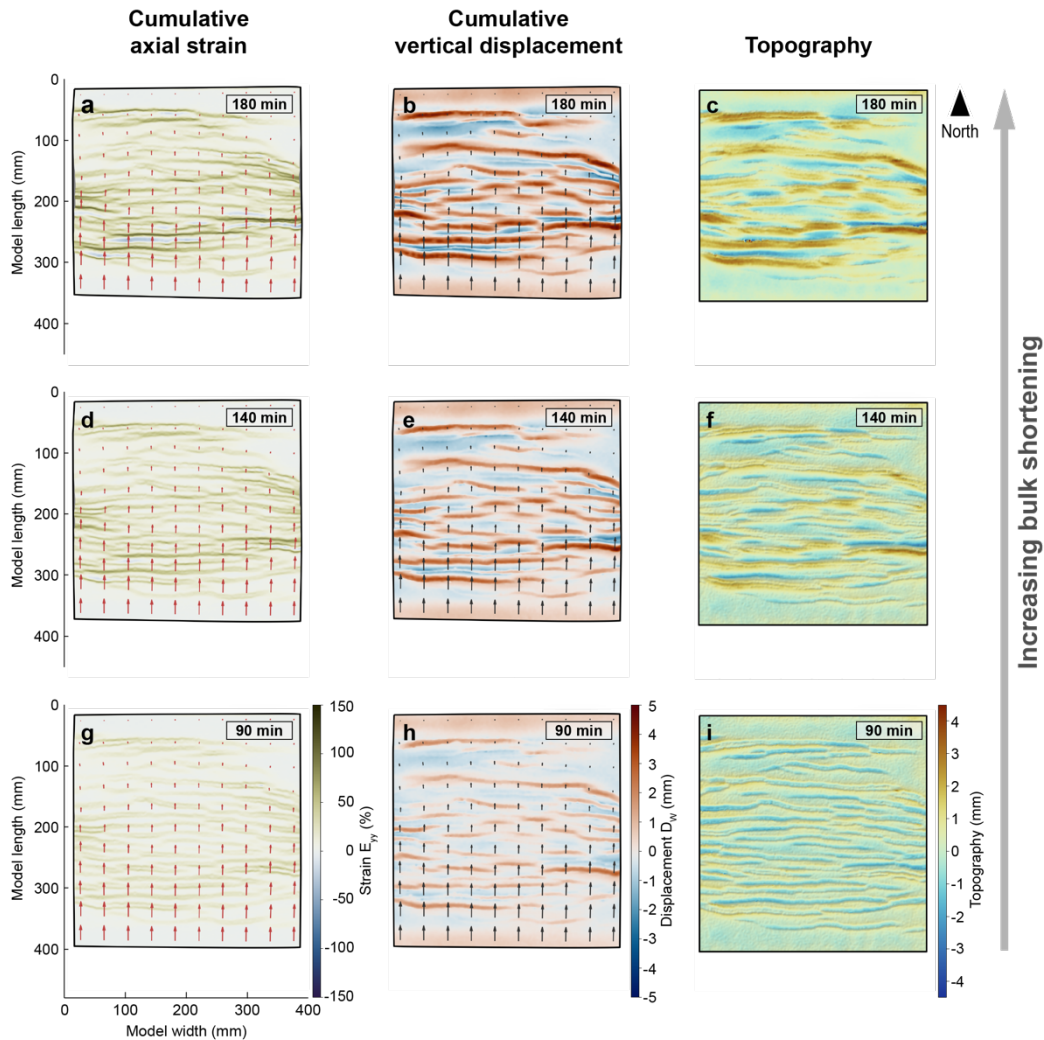 Cumulative
axial strain
Cumulative
vertical displacement
Topography
0
100
200
300
400
Model length (mm)
a
180 min
b
180 min
c
180 min
North
0
100
200
300
400
Model length (mm)
d
140 min
e
140 min
f
140 min
Increasing bulk shortening
0
100
200
300
400
Model length (mm)
g
90 min
h
90 min
i
90 min
0
100
200
300
400
Model width (mm)
150
100
50
0
-50
-100
-150
Strain Eyy (%)
5
4
3
2
1
0
-1
-2
-3
-4
-5
Displacement DW (mm)
4
3
2
1
0
-1
-2
-3
-4
Topography (mm)